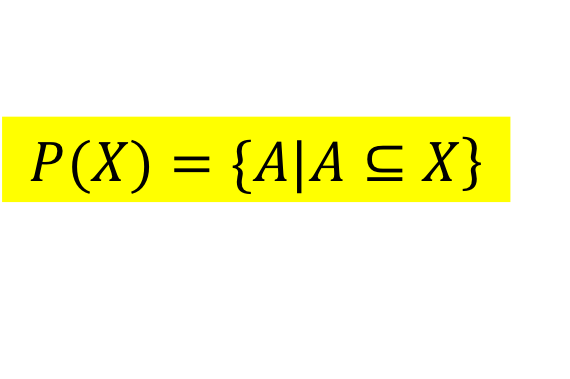 P(X) = {A|A ⊆ X}